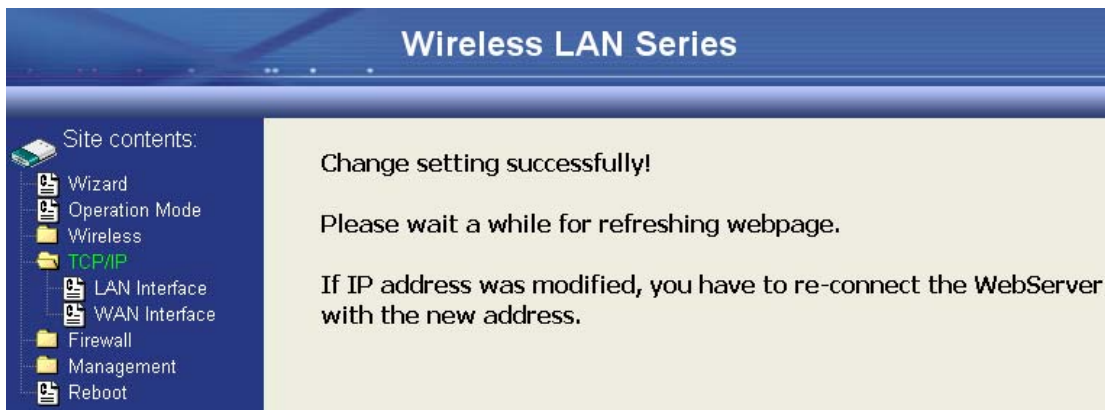 Wireless LAN Series
Site contents:
Wizard
Operation Mode
Wireless
TCP/IP
LAN Interface
WAN Interface
Firewall
Management
Reboot
Change setting successfully!
Please wait a while for refreshing webpage.
If IP address was modified, you have to re-connect the WebServer
with the new address.